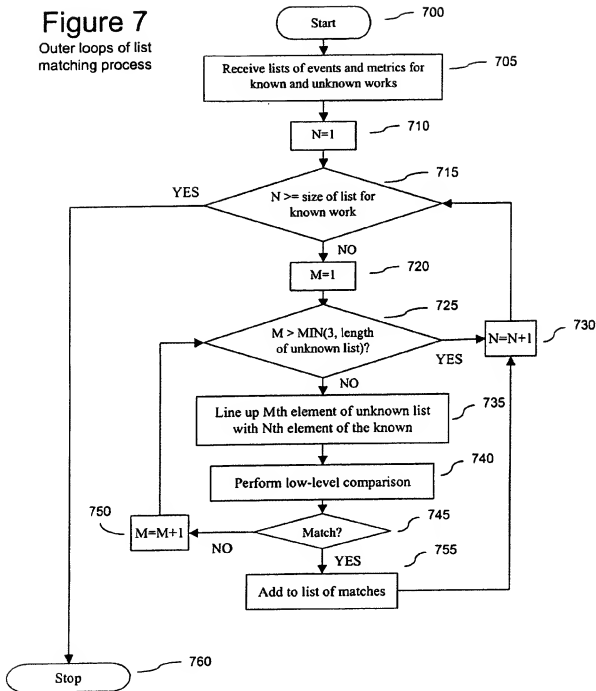 Figure 7
Outer loops of list
matching process
Start
700
Receive lists of events and metrics for
known and unknown works
705
N=1
710
715
YES
N >= size of list for
known work
NO
M=1
720
725
M > MIN(3, length
of unknown list)?
YES
N=N+1
730
NO
Line up Mth element of unknown list
with Nth element of the known
735
Perform low-level comparison
740
745
750
M=M+1
NO
Match?
YES
755
Add to list of matches
Stop
760